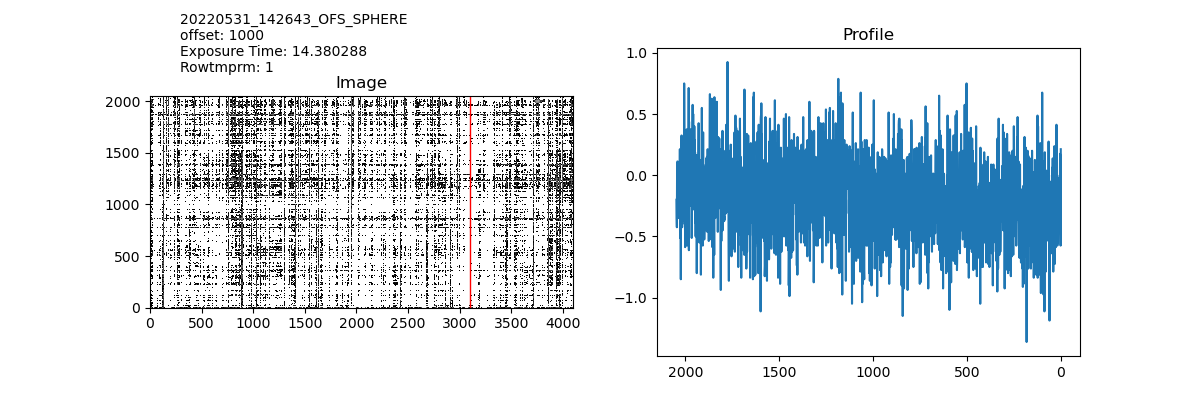 20220531_142643_OFS_SPHERE
offset: 1000
Exposure Time: 14.380288
Rowtmprm: 1
Image
2000
1500
1000
500
0
0 500 1000 1500 2000 2500 3000 3500 4000
Profile
1.0
0.5
0.0
−0.5
−1.0
2000 1500 1000 500 0